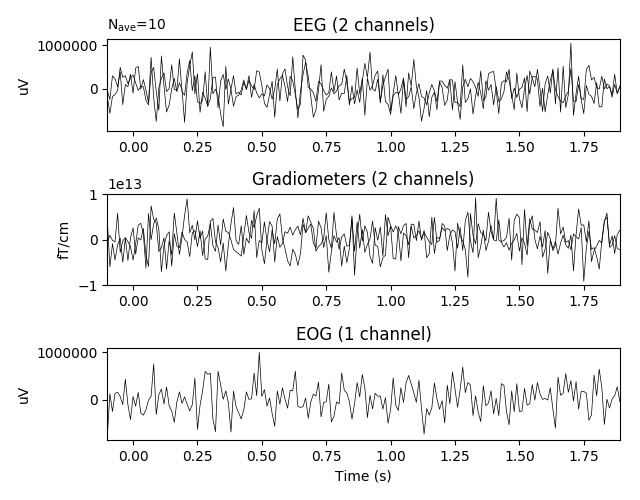 N_ave=10
EEG (2 channels)
1000000
0
uV
0.00 0.25 0.50 0.75 1.00 1.25 1.50 1.75
1e13
Gradiometers (2 channels)
1
0
−1
fT/cm
0.00 0.25 0.50 0.75 1.00 1.25 1.50 1.75
EOG (1 channel)
1000000
0
uV
0.00 0.25 0.50 0.75 1.00 1.25 1.50 1.75
Time (s)